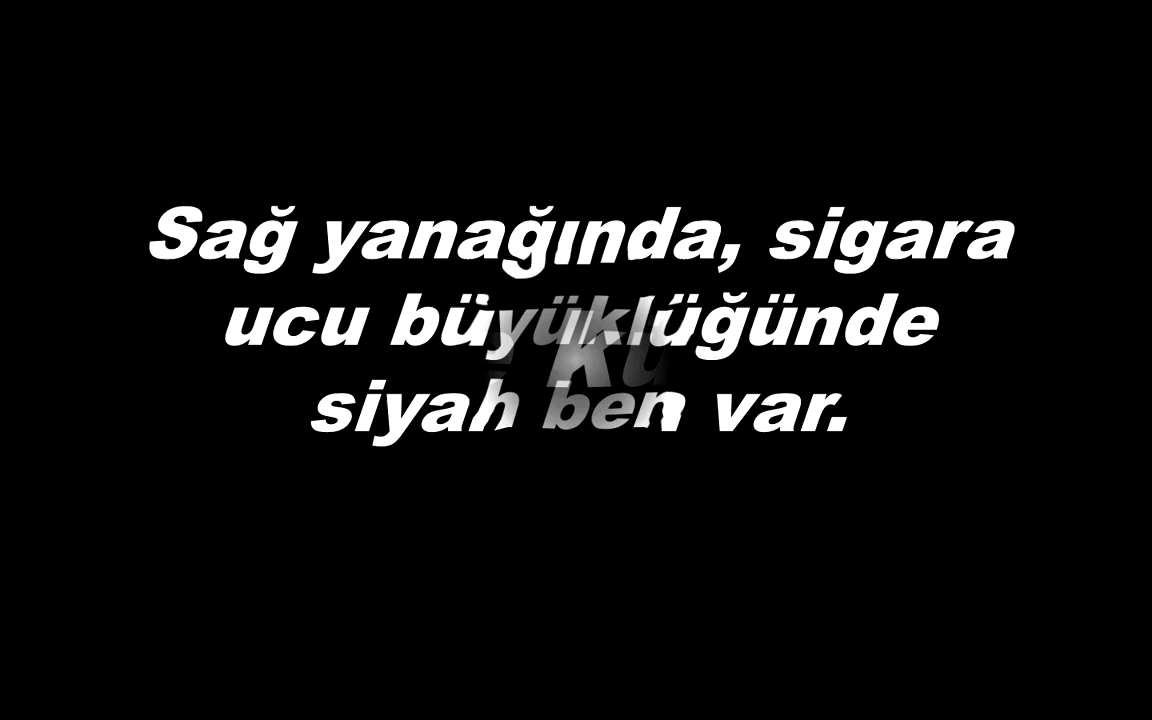 Sağ yanağında, sigara
ucu büyüklüğünde
siyah ben var.